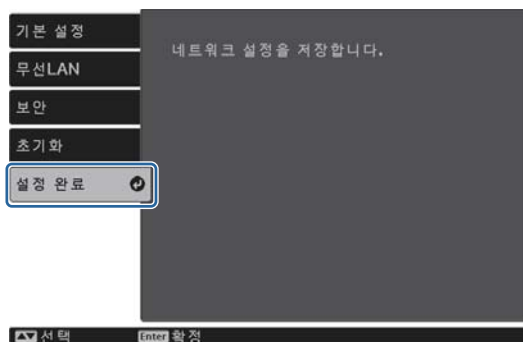 기본 설정
네트워크 설정을 저장합니다.
무선LAN
보안
초기화
설정 완료
선택 Enter 확정